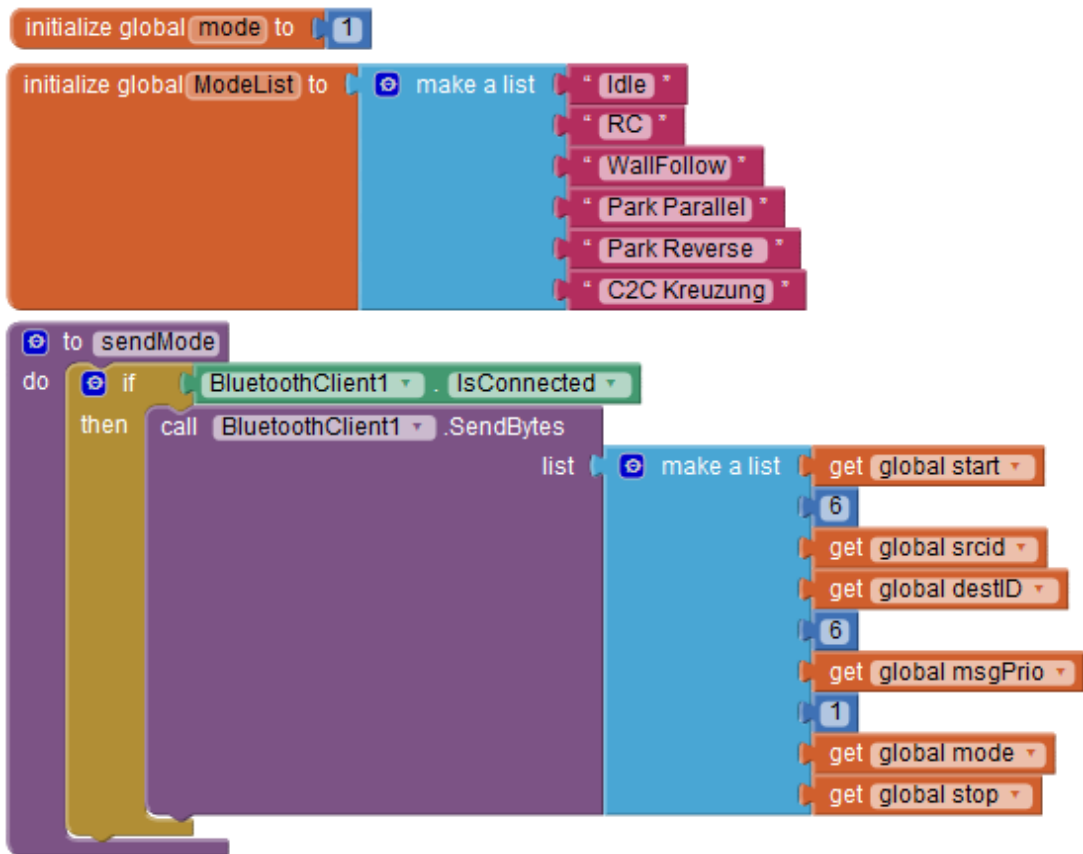 initialize global mode to 1
initialize global ModeList to make a list " Idle "
" RC "
" WallFollow "
" Park Parallel "
" Park Reverse "
" C2C Kreuzung "
to sendMode
do if BluetoothClient1 . IsConnected
then call BluetoothClient1 .SendBytes
list make a list get global start
6
get global srcid
get global destID
6
get global msgPrio
1
get global mode
get global stop